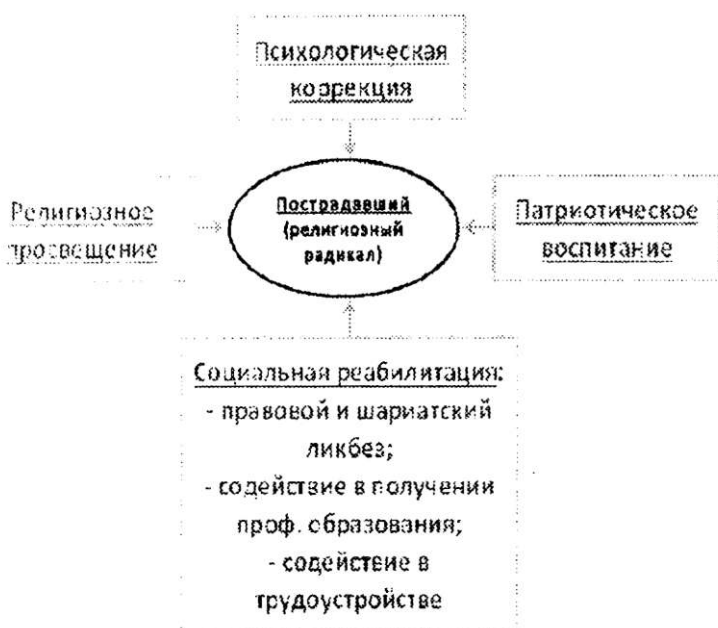 Психологическая
коррекция
Религиозное
просвещение
Пострадавший
(религиозный
радикал)
Патриотическое
воспитание
Социальная реабилитация:
- правовой и шариатский
ликбез;
- содействие в получении
проф. образования;
- содействие в
трудоустройстве